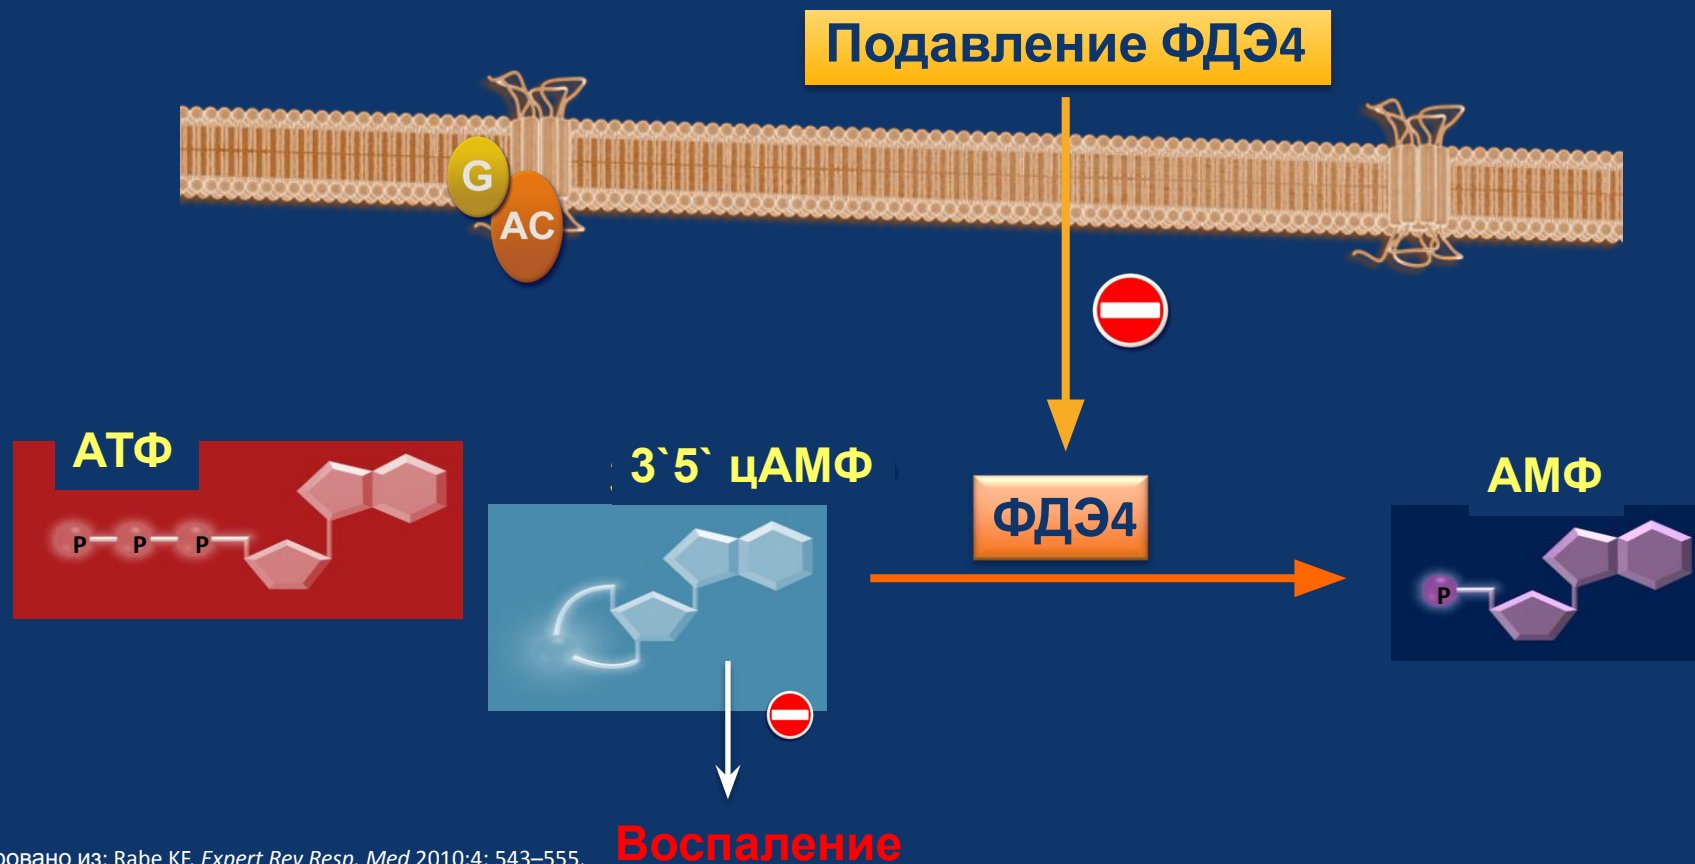 Подавление ФДЭ4
G
AC
АТФ
3`5` цАМФ
ФДЭ4
АМФ
P P P
P
Воспаление
из: Rabe KF. Expert Rev Resp. Med 2010:4: 543–555.